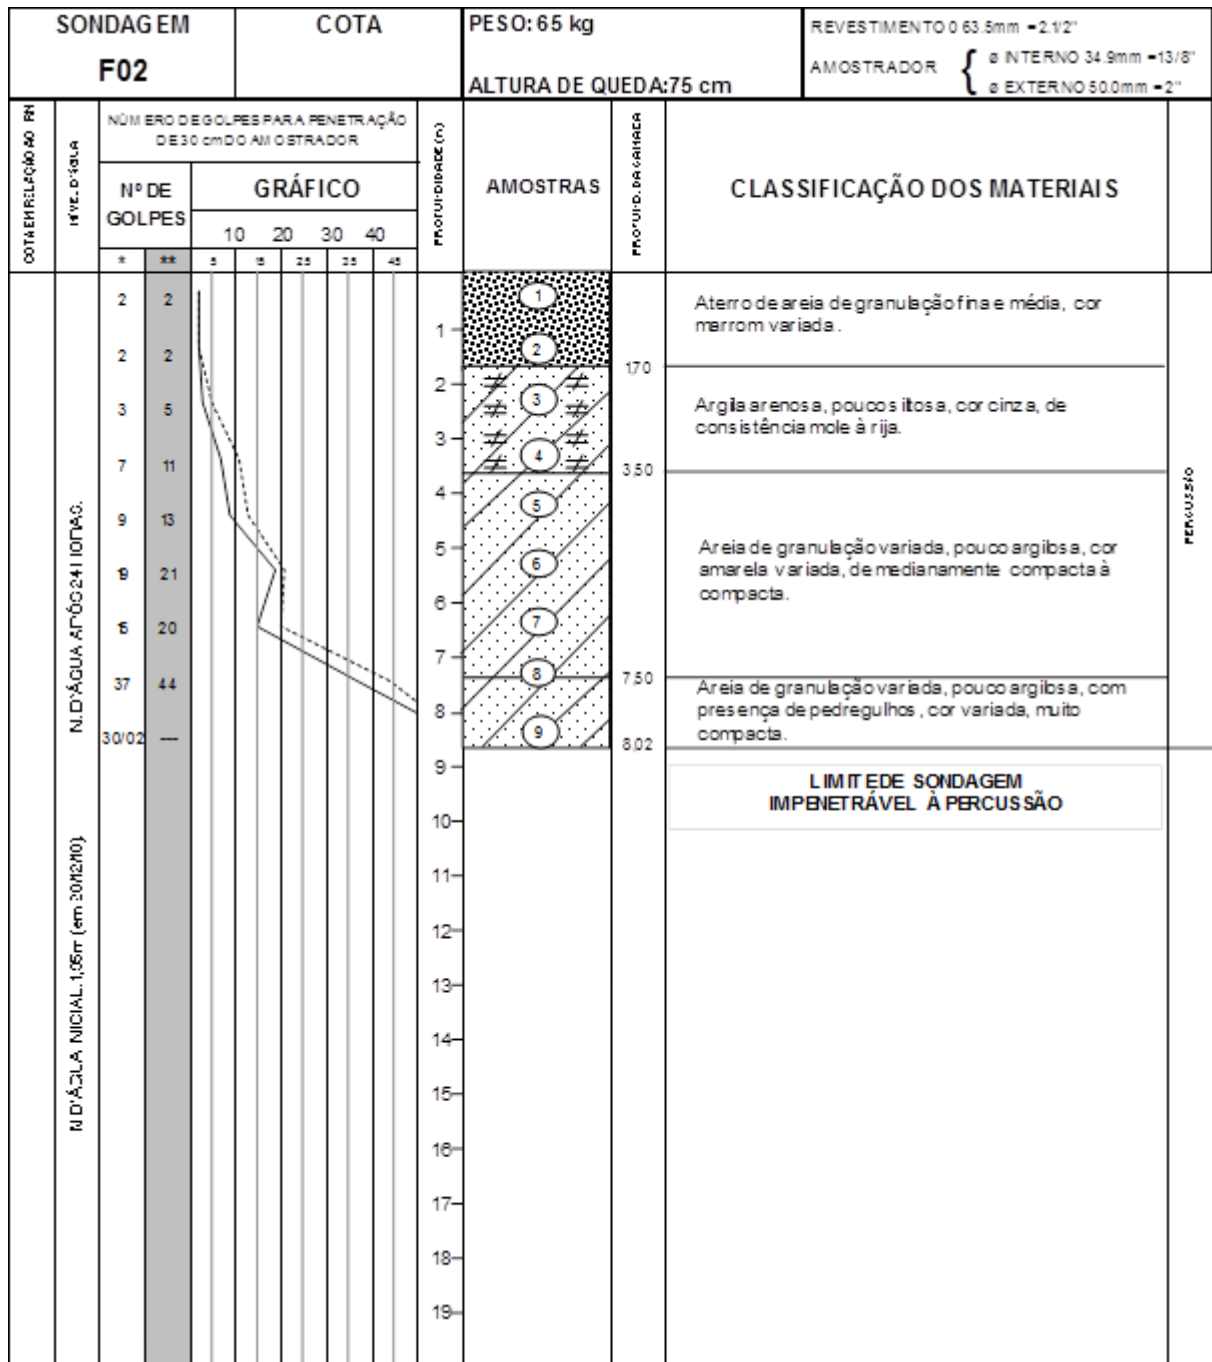 SONDAGEM
F02
COTA
PESO: 65 kg
ALTURA DE QUEDA:75 cm
REVESTIMENTO 0 63.5mm =2.1/2"
AMOSTRADOR
{
ø INTERNO 34.9mm =13/8"
ø EXTERNO 50.0mm =2"
COTA EM RELAÇÃO AO RN
NÍVEL D'ÁGUA
NÚMERO DE GOLPES PARA PENETRAÇÃO
DE 30 cm DO AMOSTRADOR
Nº DE
GOLPES
GRÁFICO
10 20 30 40
* ** 5 15 25 35 45
AMOSTRAS
CLASSIFICAÇÃO DOS MATERIAIS
2 2
2 2
3 5
7 11
9 13
19 21
15 20
37 44
30/02 ---
1
2
3
4
5
6
7
8
9
10
11
12
13
14
15
16
17
18
19
1
2
3
4
5
6
7
8
9
1,70
3,50
7,50
8,02
Aterro de areia de granulação fina e média, cor
marrom variada.
Argila arenosa, pouco siltosa, cor cinza, de
consistência mole à rija.
Areia de granulação variada, pouco argilosa, cor
amarela variada, de medianamente compacta à
compacta.
Areia de granulação variada, pouco argilosa, com
presença de pedregulhos, cor variada, muito
compacta.
LIMITE DE SONDAGEM
IMPENETRÁVEL À PERCUSSÃO
PERCUSSÃO
N.D'ÁGUA APÓS 24 HORAS.
N.D'ÁGUA INICIAL. 1,95m (em 20/12/10).